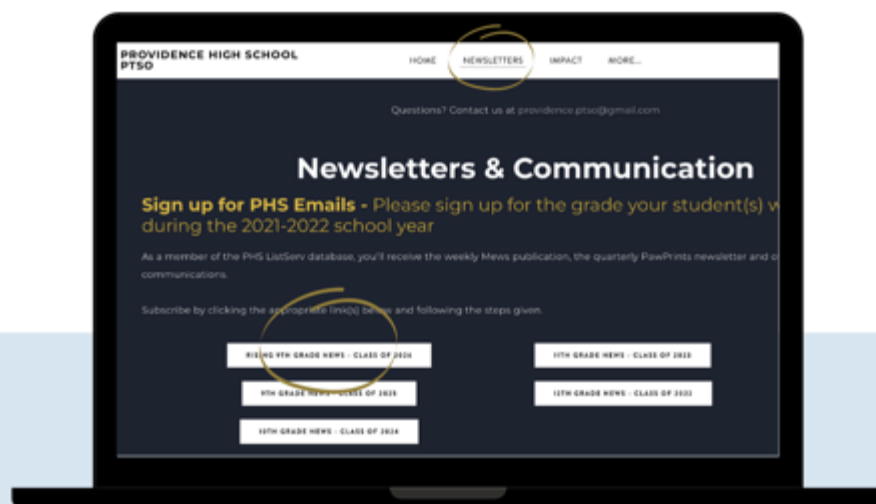 PROVIDENCE HIGH SCHOOL
PTSO
HOME NEWSLETTERS IMPACT MORE...
Questions? Contact us at providence.ptso@gmail.com
Newsletters & Communication
Sign up for PHS Emails - Please sign up for the grade your student(s) w
during the 2021-2022 school year
As a member of the PHS ListServ database, you'll receive the weekly Mews publication, the quarterly PawPrints newsletter and o
communications.
Subscribe by clicking the appropriate link(s) below and following the steps given.
RISING 9TH GRADE NEWS - CLASS OF 2026
11TH GRADE NEWS - CLASS OF 2023
9TH GRADE NEWS - CLASS OF 2025
12TH GRADE NEWS - CLASS OF 2022
10TH GRADE NEWS - CLASS OF 2024